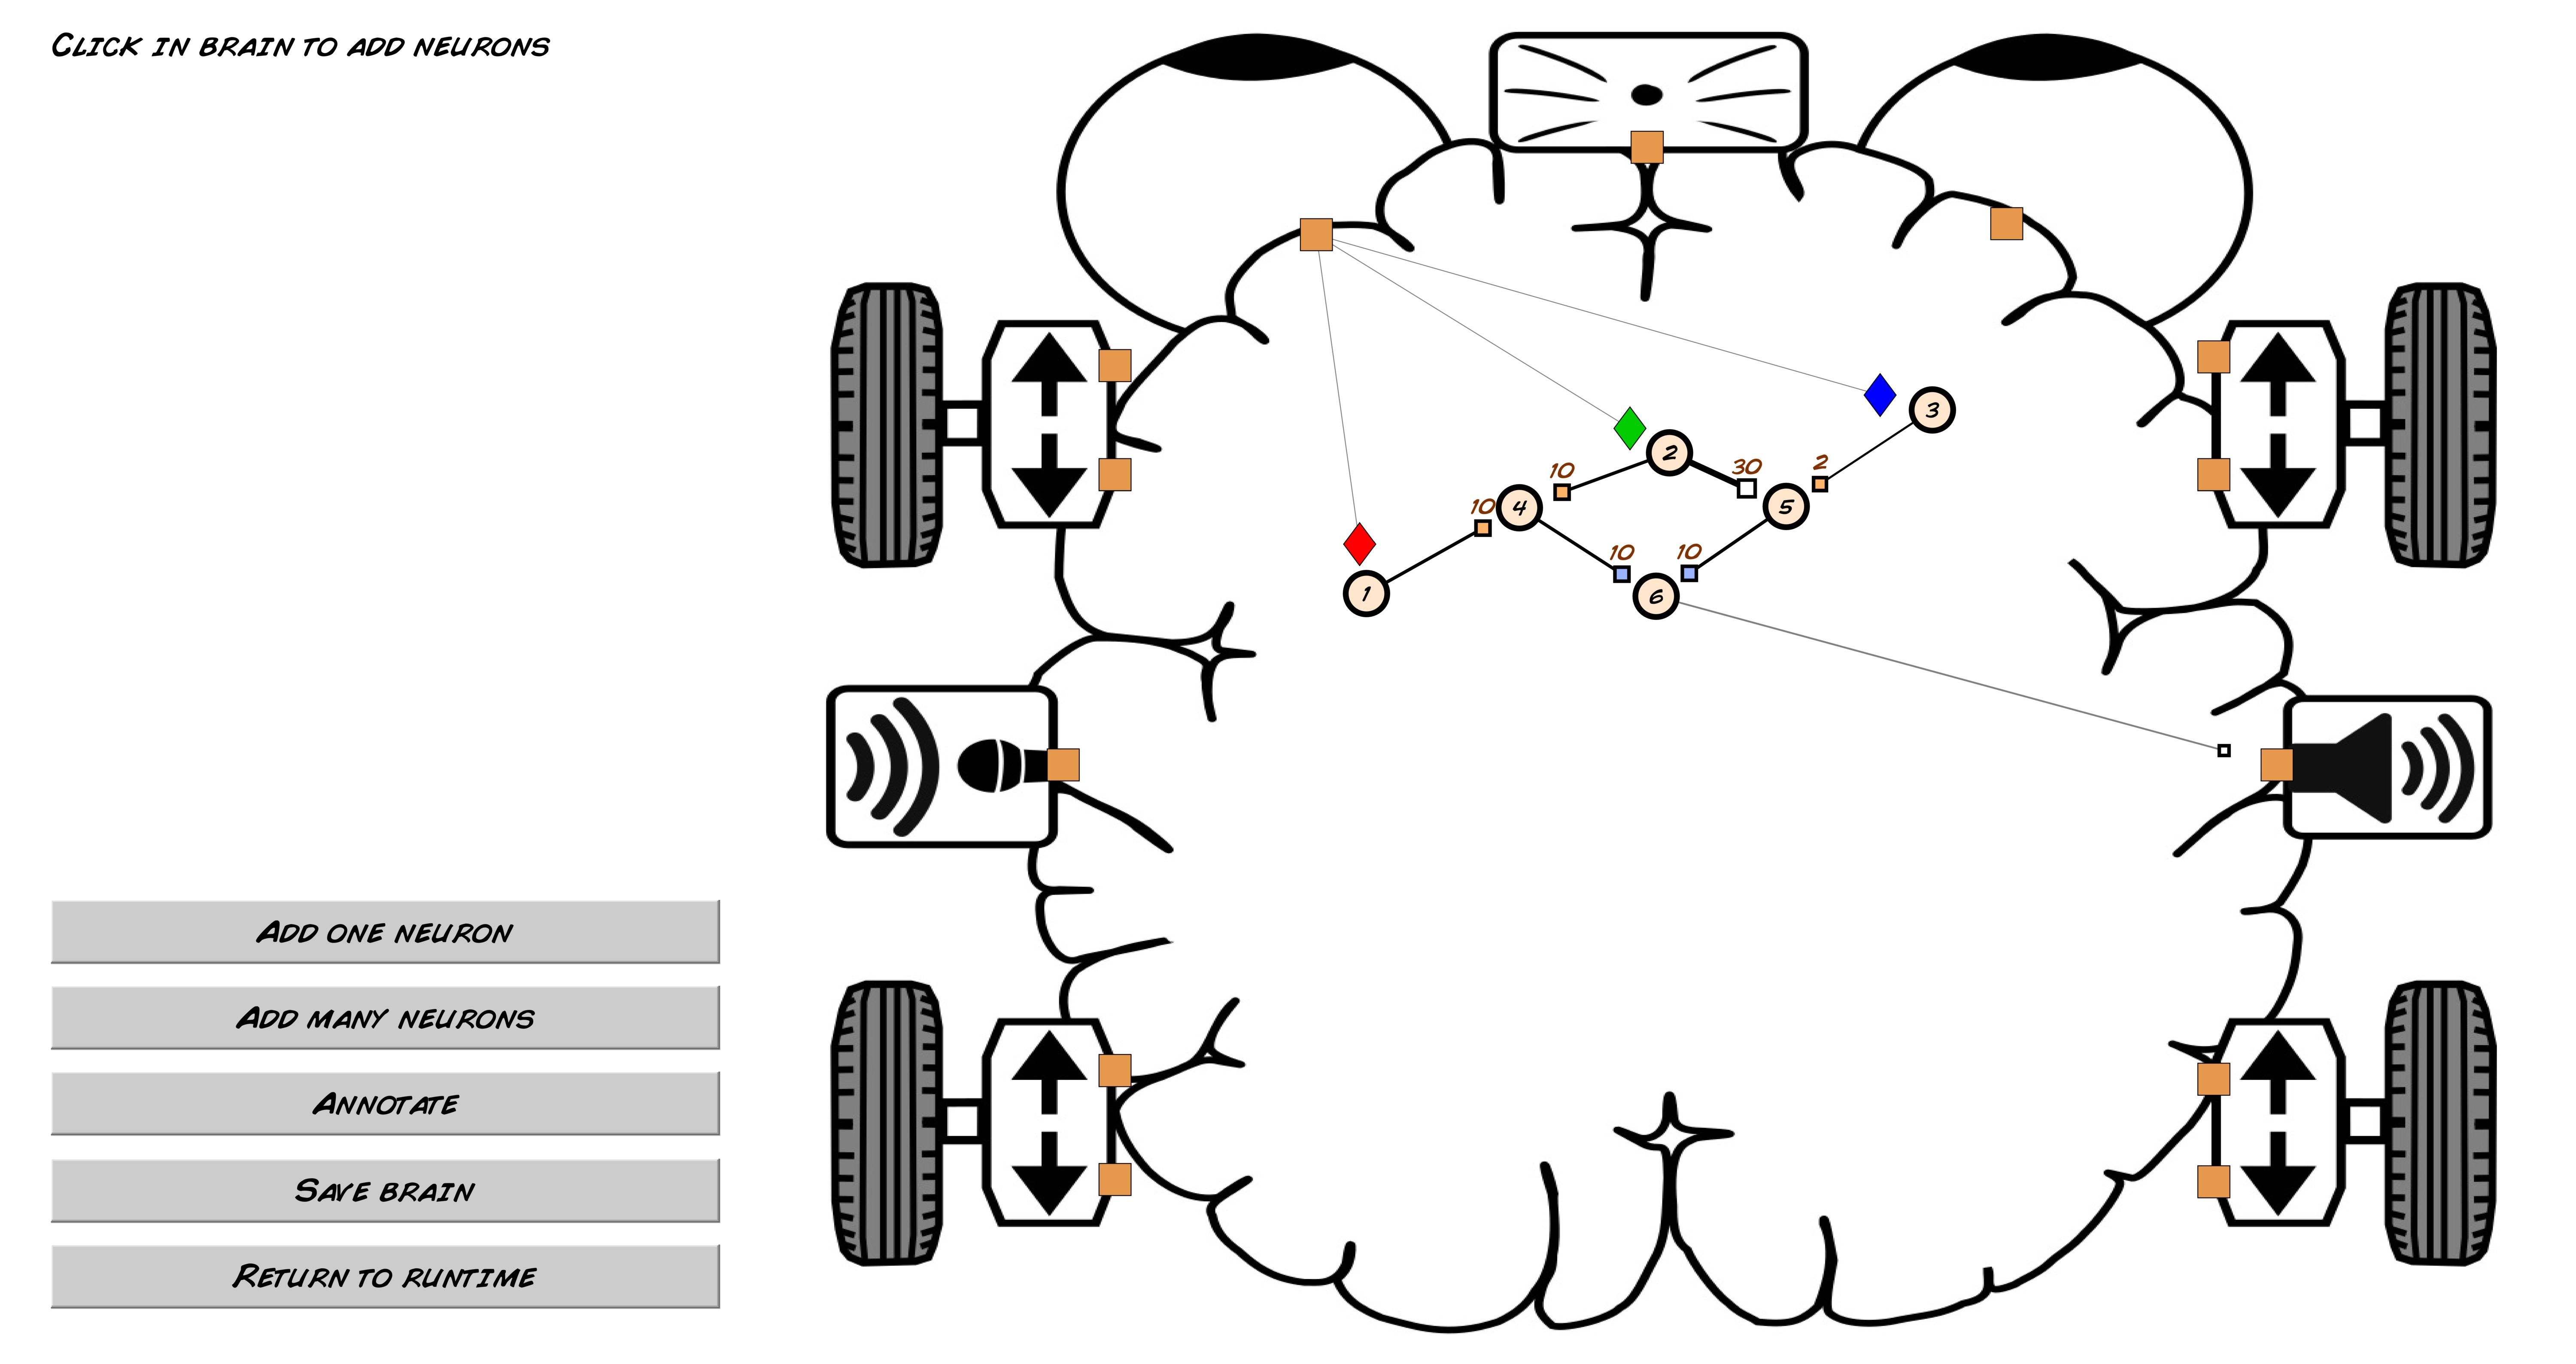 Click in brain to add neurons
10
2
30
3
2
10
4
5
10
10
1
6
Add one neuron
Add many neurons
Annotate
Save brain
Return to runtime